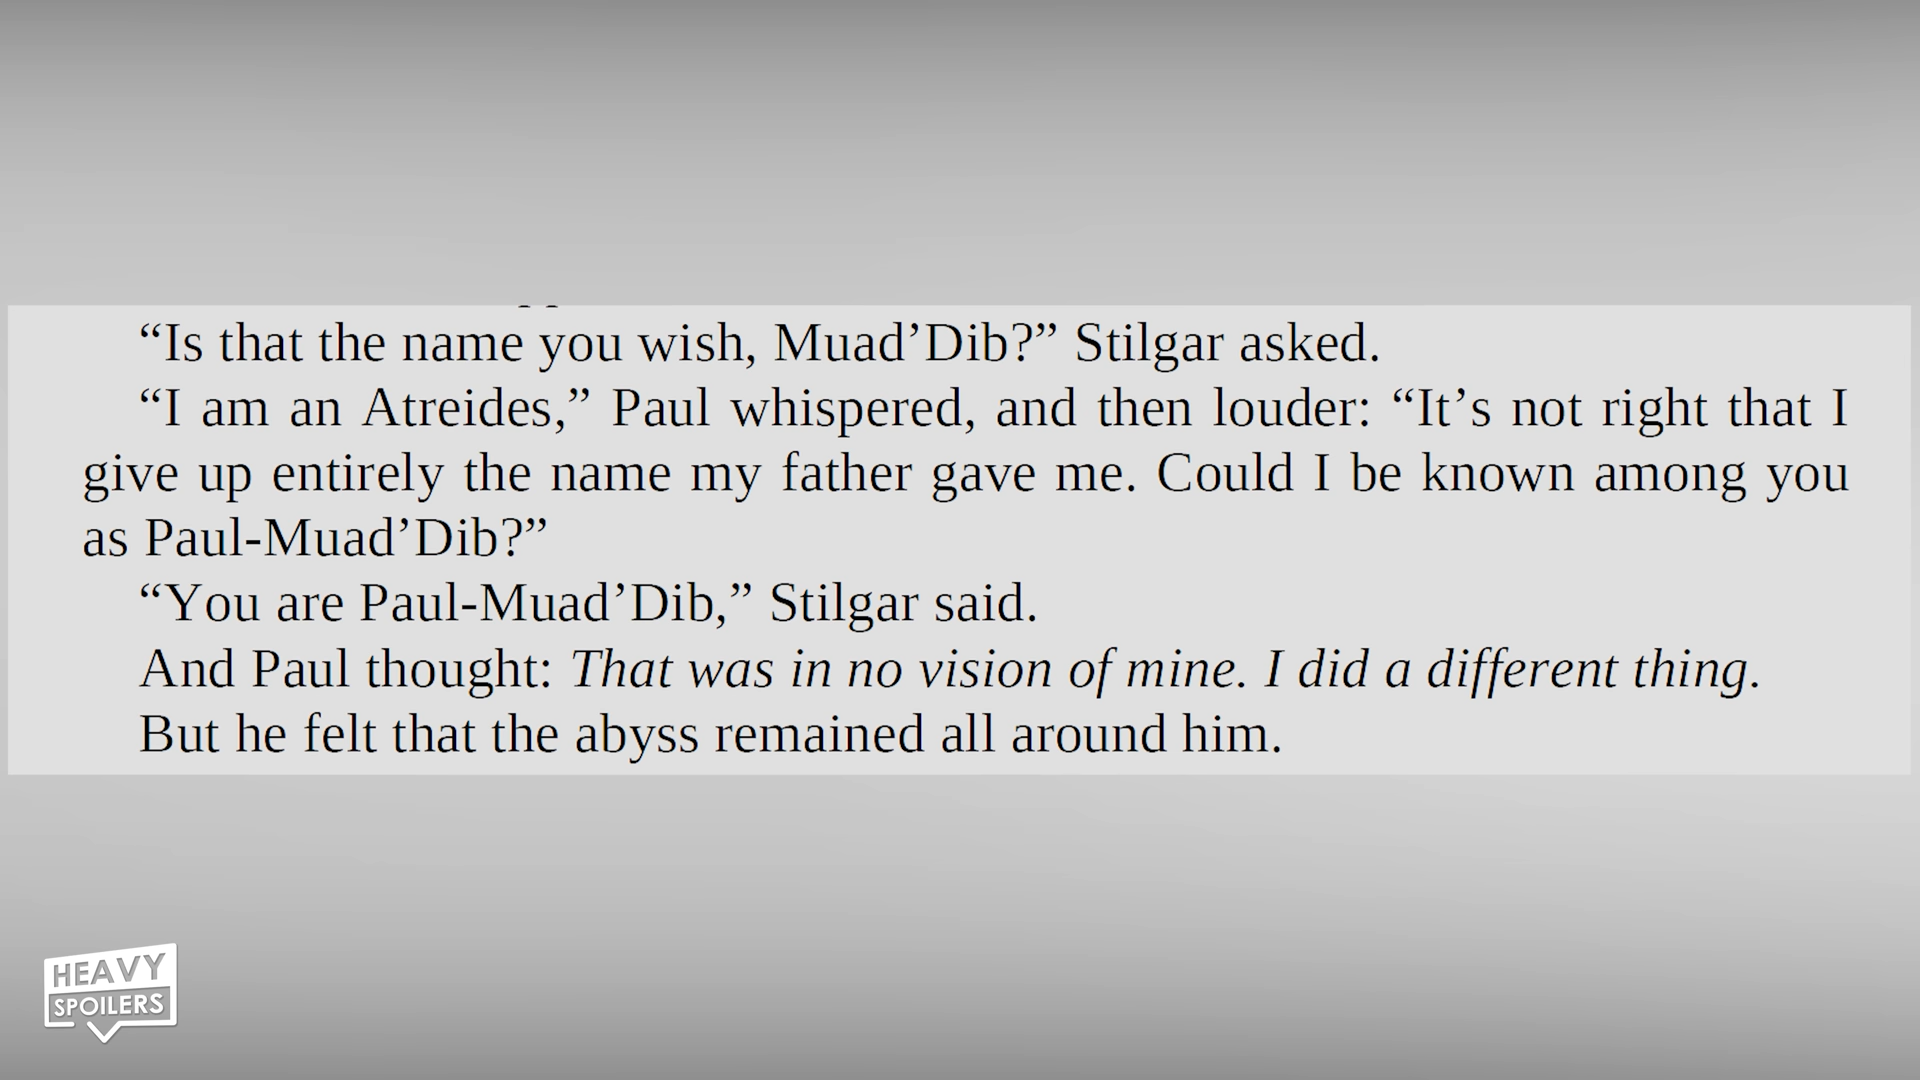 “Is that the name you wish, Muad’Dib?” Stilgar asked.
“I am an Atreides,” Paul whispered, and then louder: “It’s not right that I
give up entirely the name my father gave me. Could I be known among you
as Paul-Muad’Dib?”
“You are Paul-Muad’Dib,” Stilgar said.
And Paul thought: That was in no vision of mine. I did a different thing.
But he felt that the abyss remained all around him.
HEAVY
SPOILERS